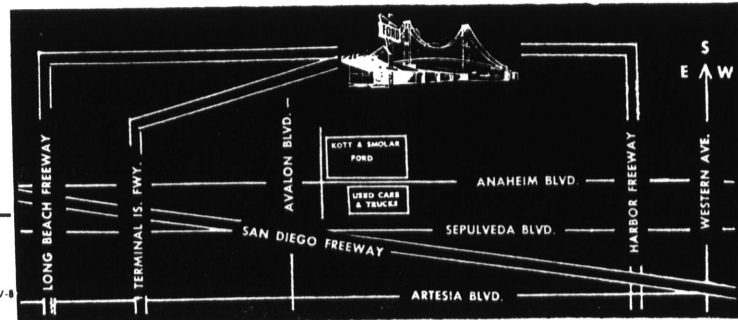 FORD
S
E W
LONG BEACH FREEWAY
TERMINAL IS. FWY.
AVALON BLVD.
KOTT & SMOLAR
FORD
ANAHEIM BLVD.
USED CARS
& TRUCKS
HARBOR FREEWAY
WESTERN AVE.
SAN DIEGO FREEWAY
SEPULVEDA BLVD.
ARTESIA BLVD.